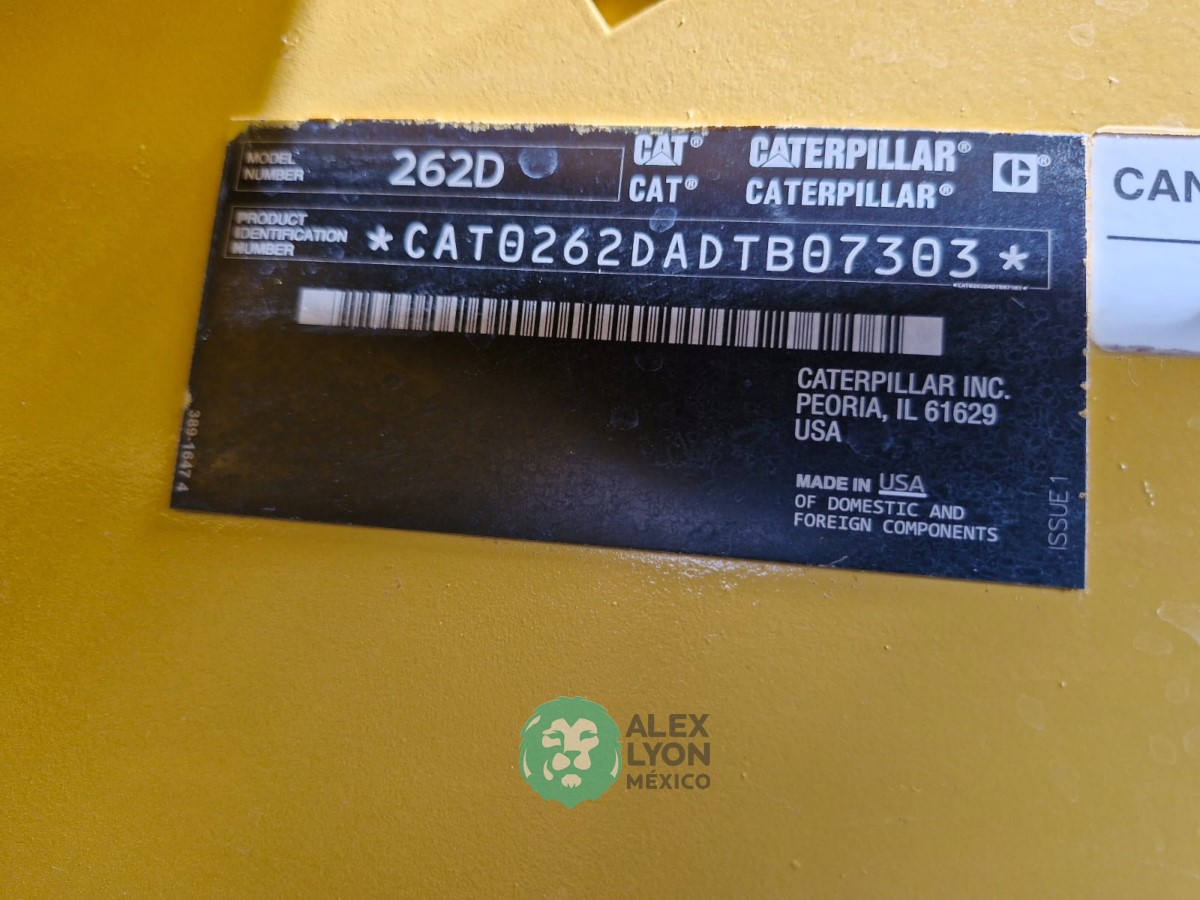 MODEL
NUMBER
262D
CAT® CATERPILLAR®
CAT® CATERPILLAR®
PRODUCT
IDENTIFICATION
NUMBER
*CAT0262DADTB07303*
CATERPILLAR INC.
PEORIA, IL 61629
USA
MADE IN USA
OF DOMESTIC AND
FOREIGN COMPONENTS
ISSUE 1
389-1647 4
CAN
ALEX
LYON
MÉXICO